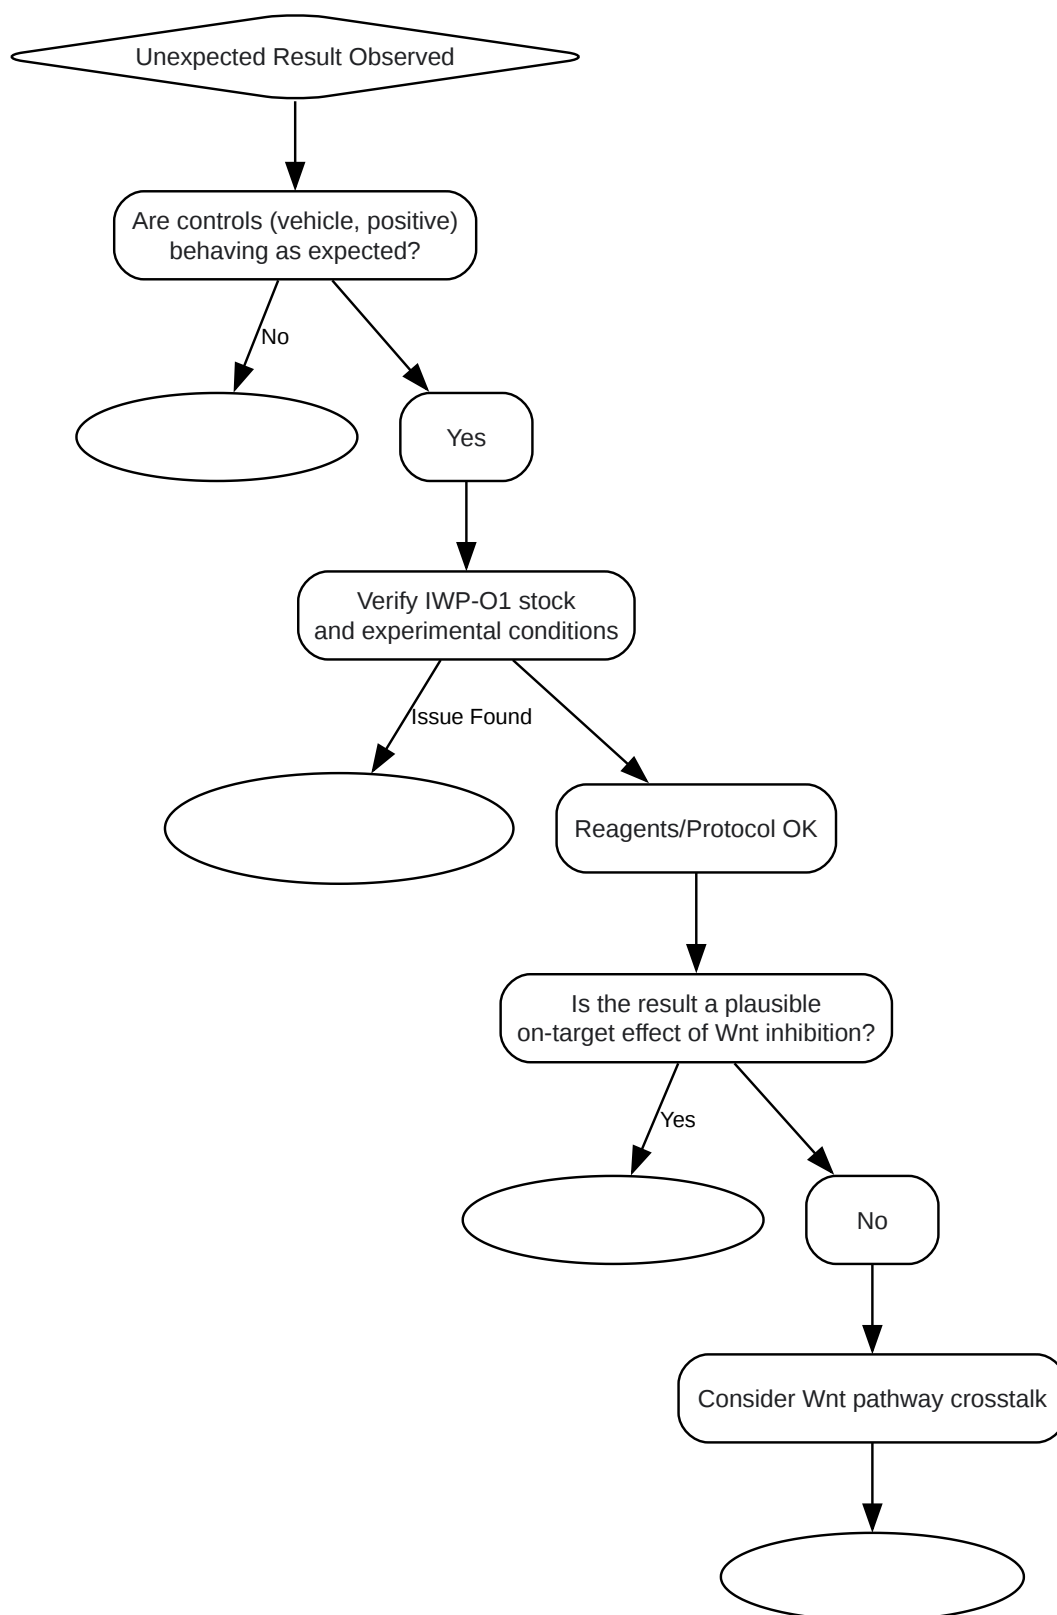 Unexpected Result Observed
Are controls (vehicle, positive)
behaving as expected?
No
Yes
Verify IWP-O1 stock
and experimental conditions
Issue Found
Reagents/Protocol OK
Is the result a plausible
on-target effect of Wnt inhibition?
Yes
No
Consider Wnt pathway crosstalk